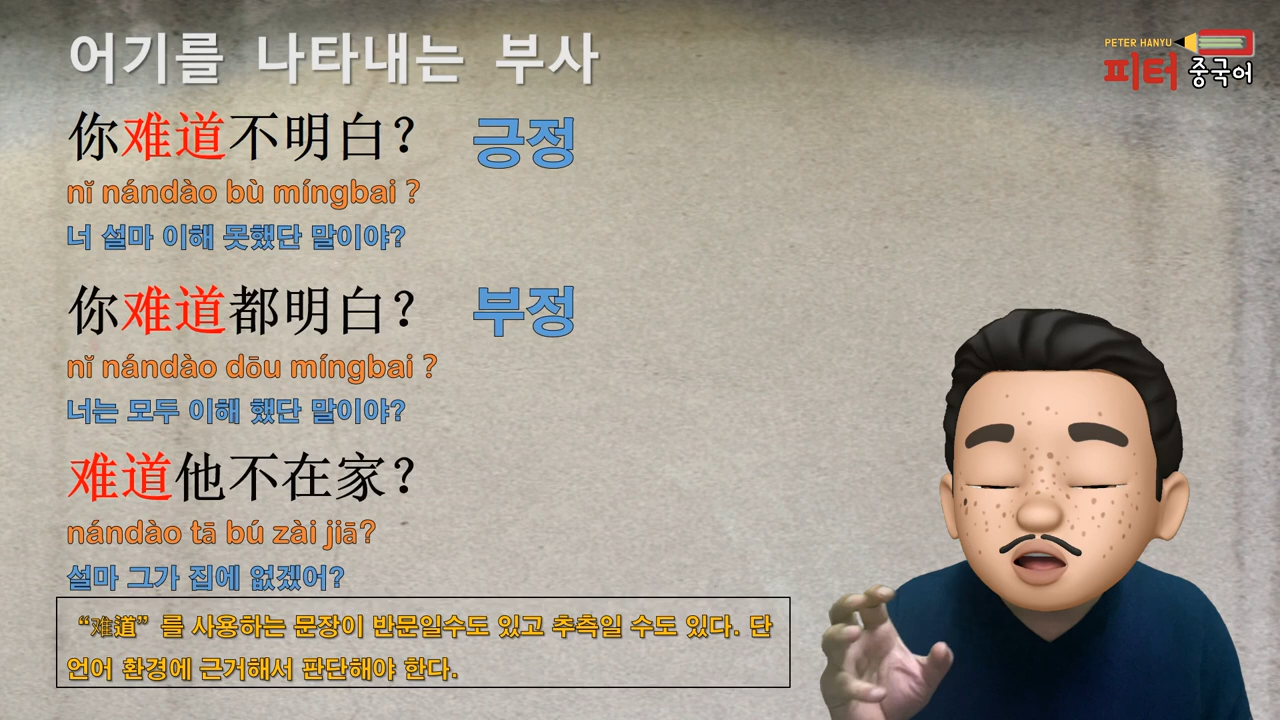 어기를 나타내는 부사
PETER HANYU
피터 중국어
你难道不明白？ 긍정
nǐ nándào bù míngbai ?
너 설마 이해 못했단 말이야?
你难道都明白？ 부정
nǐ nándào dōu míngbai ?
너는 모두 이해 했단 말이야?
难道他不在家？
nándào tā bú zài jiā?
설마 그가 집에 없겠어?
“难道”를 사용하는 문장이 반문일수도 있고 추측일 수도 있다. 단
언어 환경에 근거해서 판단해야 한다.